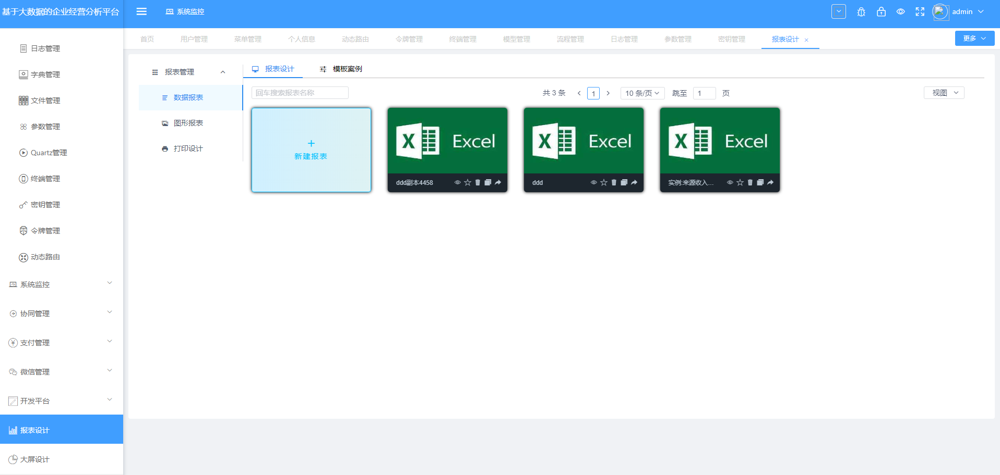 基于大数据的企业经营分析平台
系统监控
admin
首页 用户管理 菜单管理 个人信息 动态路由 令牌管理 终端管理 模型管理 流程管理 日志管理 参数管理 密钥管理 报表设计 更多
日志管理
字典管理
文件管理
参数管理
Quartz管理
终端管理
密钥管理
令牌管理
动态路由
系统监控
协同管理
支付管理
微信管理
开发平台
报表设计
大屏设计
报表管理
数据报表
图形报表
打印设计
报表设计 模板案例
回车搜索报表名称 共 3 条 1 10 条/页 跳至 1 页 视图
+
新建报表
X Excel
ddd副本4458
X Excel
ddd
X Excel
实例:来源收入...